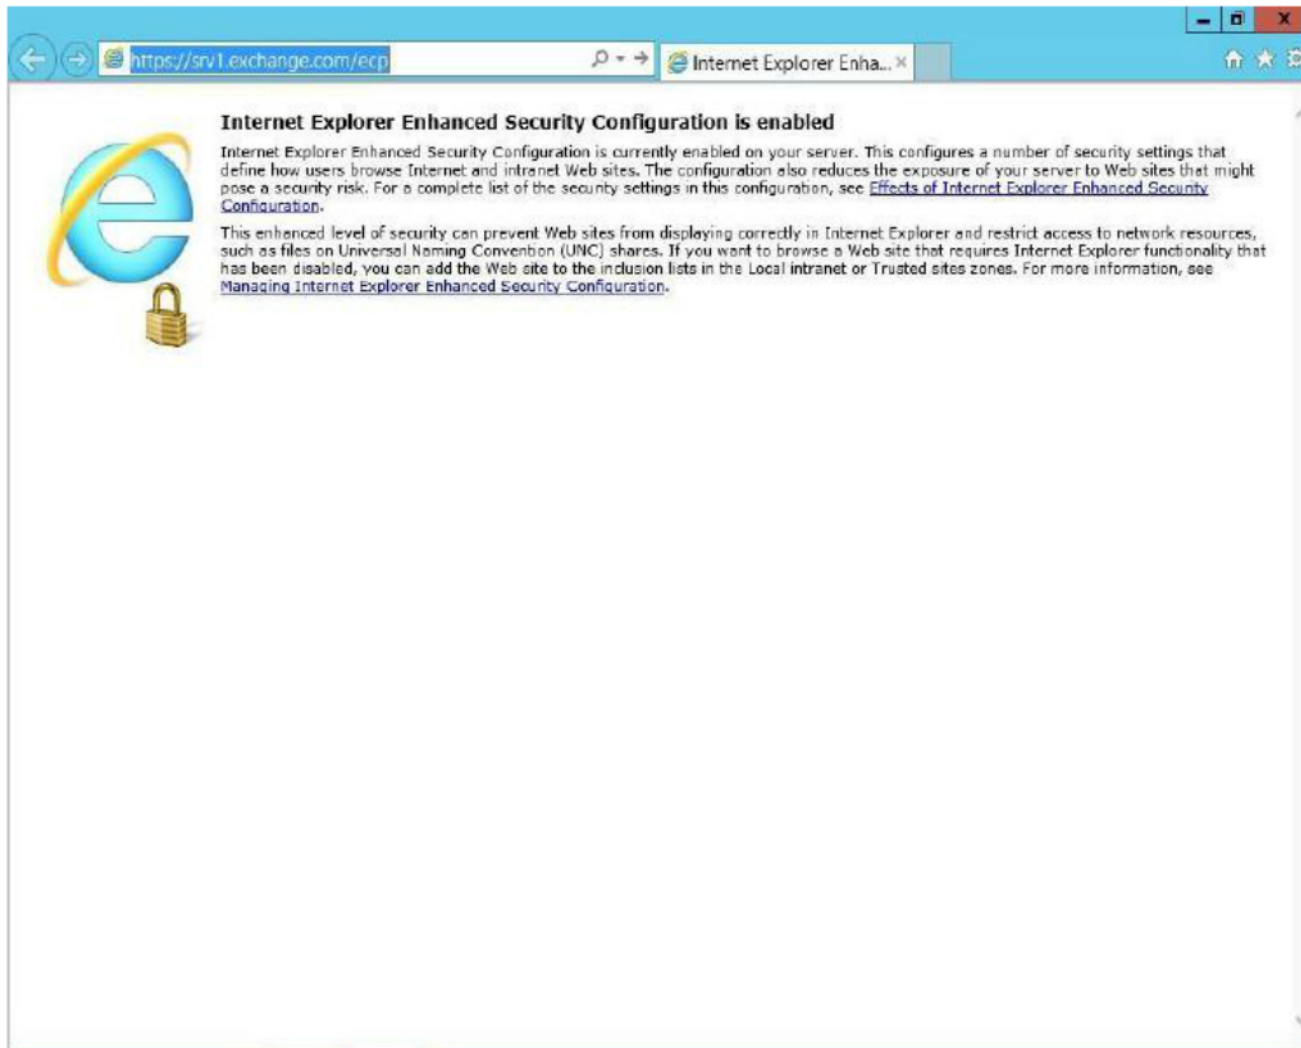 https://srv1.exchange.com/ecp
Internet Explorer Enha...
Internet Explorer Enhanced Security Configuration is enabled
Internet Explorer Enhanced Security Configuration is currently enabled on your server. This configures a number of security settings that
define how users browse Internet and intranet Web sites. The configuration also reduces the exposure of your server to Web sites that might
pose a security risk. For a complete list of the security settings in this configuration, see Effects of Internet Explorer Enhanced Security
Configuration.
This enhanced level of security can prevent Web sites from displaying correctly in Internet Explorer and restrict access to network resources,
such as files on Universal Naming Convention (UNC) shares. If you want to browse a Web site that requires Internet Explorer functionality that
has been disabled, you can add the Web site to the inclusion lists in the Local intranet or Trusted sites zones. For more information, see
Managing Internet Explorer Enhanced Security Configuration.